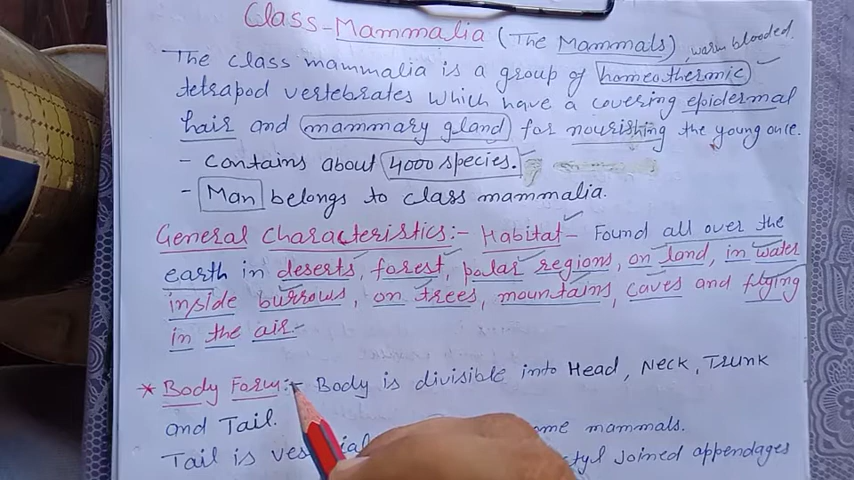 Class-Mammalia (The Mammals), warm blooded.
The class mammalia is a group of homeothermic
tetrapod vertebrates which have a covering epidermal
hair and mammary gland for nourishing the young once.
- Contains about 4000 species.
- Man belongs to class mammalia.
General Characteristics:- Habitat- Found all over the
earth in deserts, forest, polar regions, on land, in water
inside burrows, on trees, mountains, caves and flying
in the air-
* Body Form:- Body is divisible into Head, Neck, Trunk
and Tail. mammals.
Tail is joined appendages